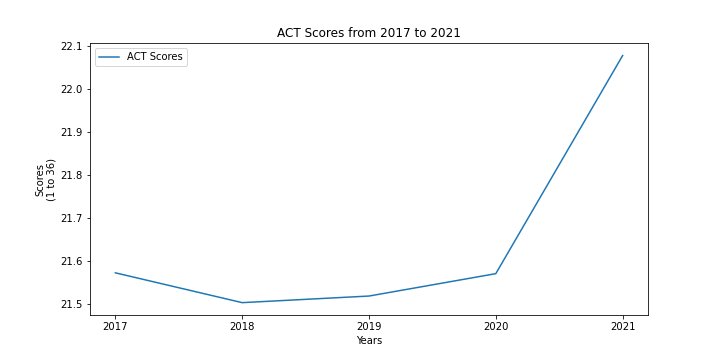 ACT Scores from 2017 to 2021
ACT Scores
22.1
22.0
21.9
21.8
21.7
21.6
21.5
Scores
(1 to 36)
2017 2018 2019 2020 2021
Years